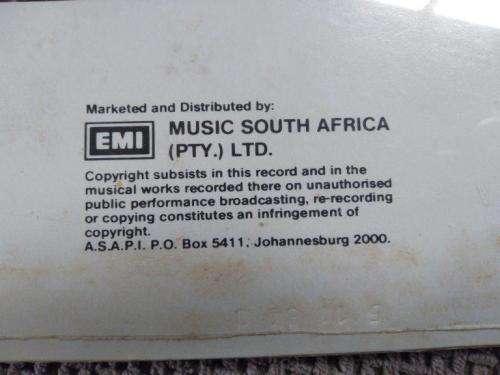 Marketed and Distributed by:
EMI MUSIC SOUTH AFRICA
(PTY.) LTD.
Copyright subsists in this record and in the
musical works recorded there on unauthorised
public performance broadcasting, re-recording
or copying constitutes an infringement of
copyright.
A.S.A.P.I. P.O. Box 5411, Johannesburg 2000.